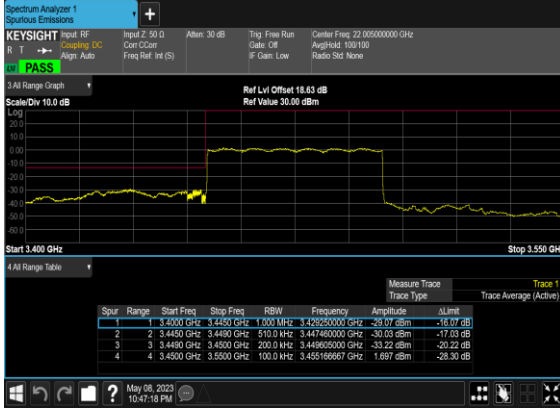 Spectrum Analyzer 1
Spurious Emissions
+
KEYSIGHT Input: RF Input Z: 50 Ω Atten: 30 dB Trig: Free Run Center Freq: 22.005000000 GHz
R T Coupling: DC Corr CCorr Gate: Off Avg|Hold: 100/100
Align: Auto Freq Ref: Int (S) IF Gain: Low Radio Std: None
LXI PASS
3 All Range Graph
Ref Lvl Offset 18.63 dB
Scale/Div 10.0 dB Ref Value 30.00 dBm
Log
20.0
10.0
0.00
-10.0
-20.0
-30.0
-40.0
-50.0
-60.0
Start 3.400 GHz Stop 3.550 GH
4 All Range Table
Measure Trace Trace 1
Trace Type Trace Average (Active)
Spur Range Start Freq Stop Freq RBW Frequency Amplitude ΔLimit
1 1 3.4000 GHz 3.4450 GHz 1.000 MHz 3.429250000 GHz -29.07 dBm -16.07 dB
2 2 3.4450 GHz 3.4490 GHz 510.0 kHz 3.447460000 GHz -30.03 dBm -17.03 dB
3 3 3.4490 GHz 3.4500 GHz 200.0 kHz 3.449605000 GHz -33.22 dBm -20.22 dB
4 4 3.4500 GHz 3.5500 GHz 100.0 kHz 3.455166667 GHz 1.697 dBm -28.30 dB
? May 08, 2023
10:47:18 PM